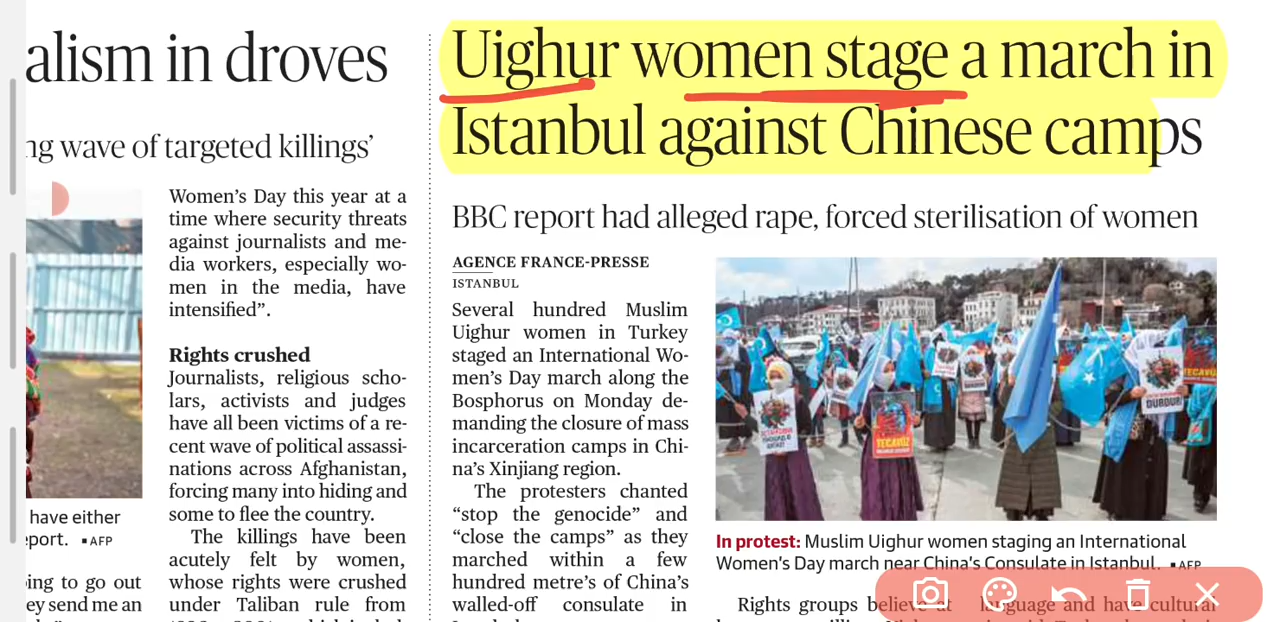 alism in droves
ng wave of targeted killings’
Women’s Day this year at a
time where security threats
against journalists and me-
dia workers, especially wo-
men in the media, have
intensified”.
Rights crushed
Journalists, religious scho-
lars, activists and judges
have all been victims of a re-
cent wave of political assassi-
nations across Afghanistan,
forcing many into hiding and
some to flee the country.
The killings have been
acutely felt by women,
whose rights were crushed
under Taliban rule from
have either
port. ▪AFP
ing to go out
ey send me an
Uighur women stage a march in
Istanbul against Chinese camps
BBC report had alleged rape, forced sterilisation of women
AGENCE FRANCE-PRESSE
ISTANBUL
Several hundred Muslim
Uighur women in Turkey
staged an International Wo-
men’s Day march along the
Bosphorus on Monday de-
manding the closure of mass
incarceration camps in Chi-
na’s Xinjiang region.
The protesters chanted
“stop the genocide” and
“close the camps” as they
marched within a few
hundred metre’s of China’s
walled-off consulate in
TECAVÜZ
DURDUR
TECAVÜZ
In protest: Muslim Uighur women staging an International
Women’s Day march near China’s Consulate in Istanbul. ▪AFP
Rights groups believe at
language and have cultural